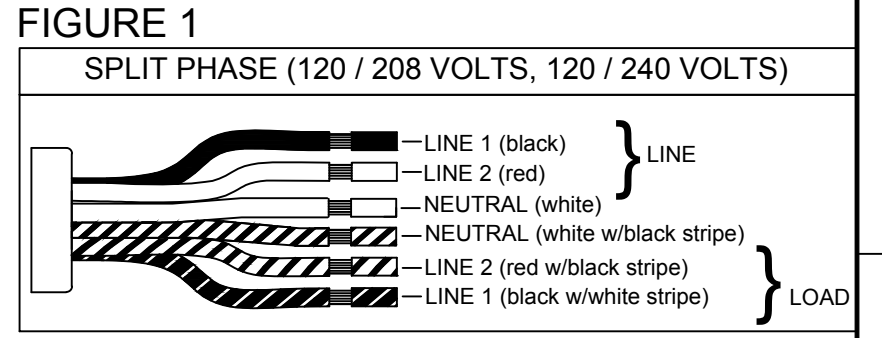 FIGURE 1
SPLIT PHASE (120 / 208 VOLTS, 120 / 240 VOLTS)
LINE 1 (black)
LINE 2 (red)
LINE
NEUTRAL (white)
NEUTRAL (white w/black stripe)
LINE 2 (red w/black stripe)
LINE 1 (black w/white stripe)
LOAD